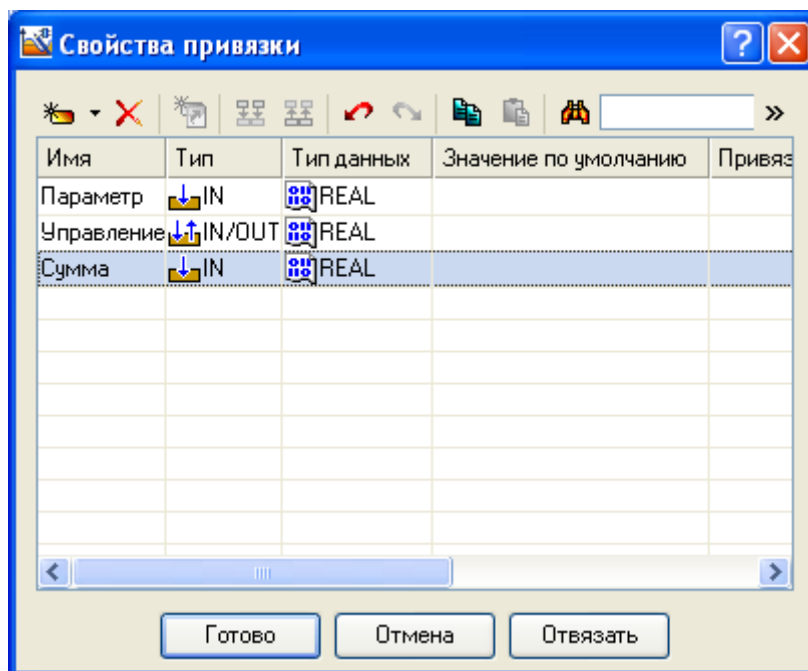 Свойства привязки
Имя Тип Тип данных Значение по умолчанию Привяз
Параметр IN REAL
Управление IN/OUT REAL
Сумма IN REAL
Готово Отмена Отвязать